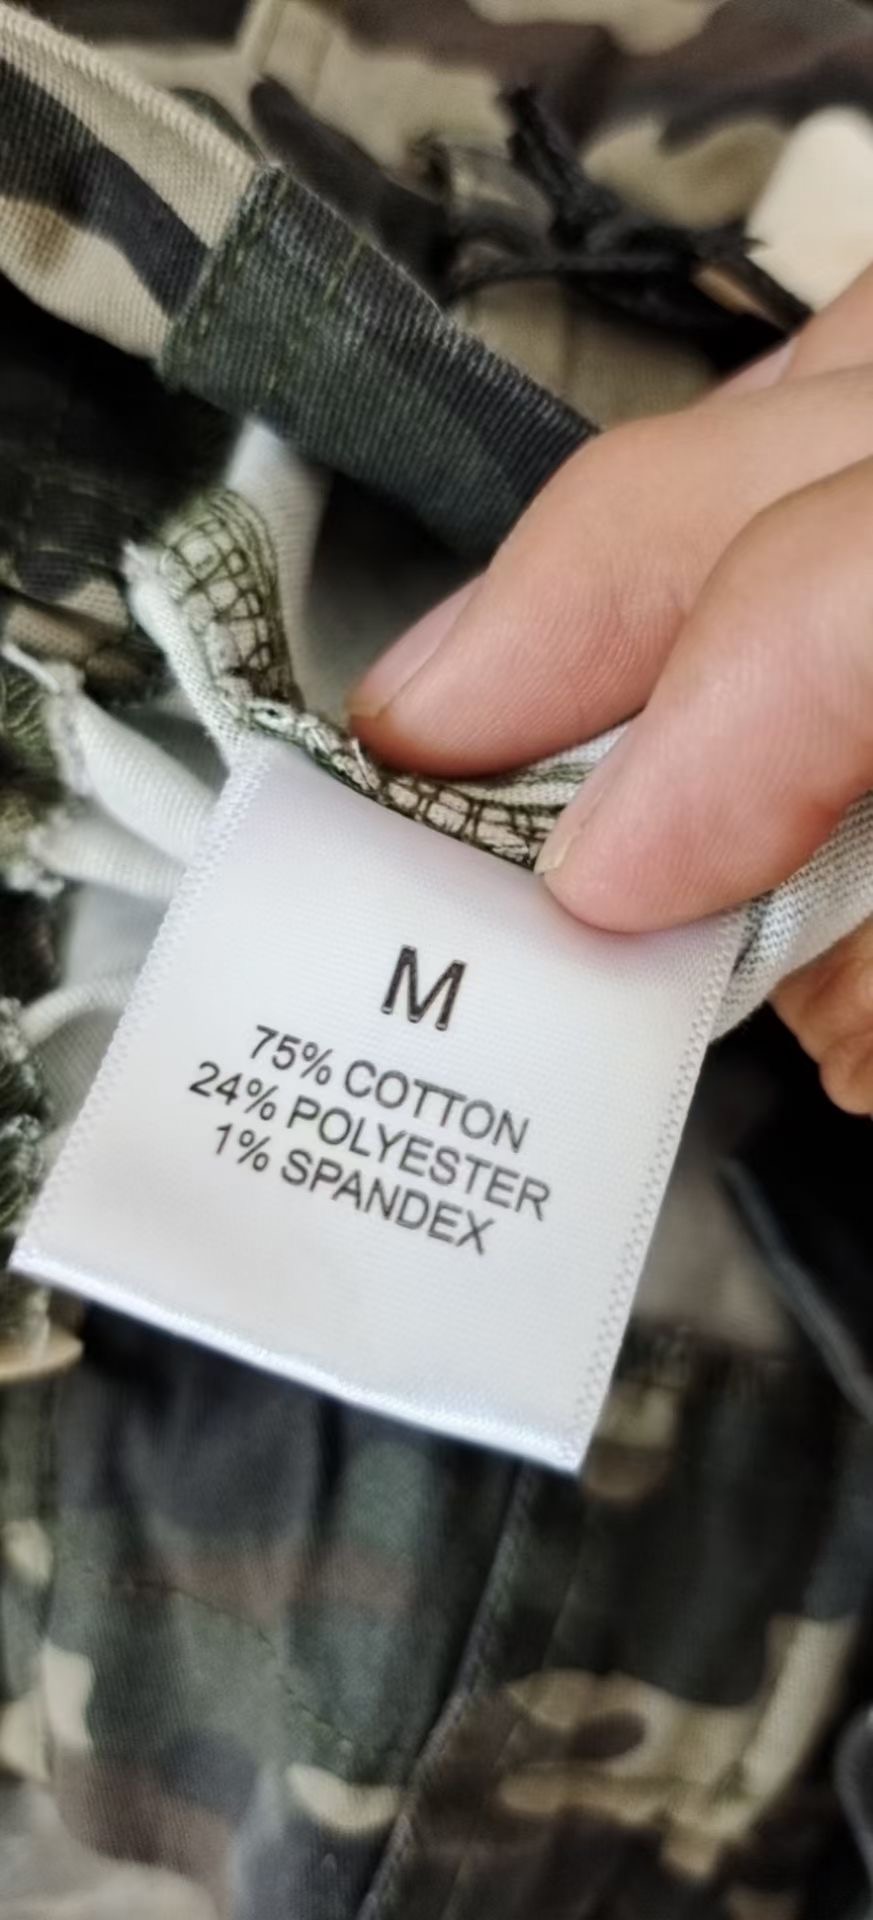 M
75% COTTON
24% POLYESTER
1% SPANDEX